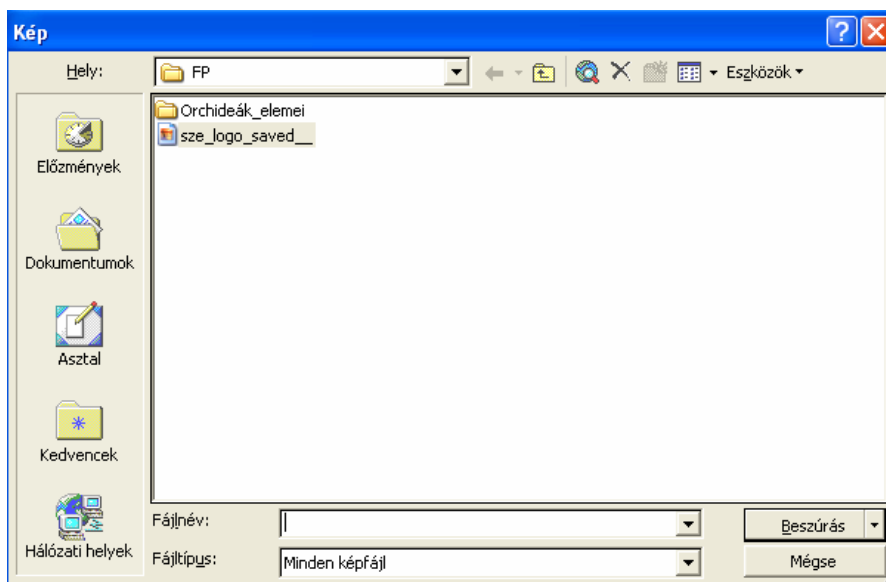 Kép
Hely:
FP
Eszközök
Orchideák_elemei
sze_logo_saved__
Előzmények
Dokumentumok
Asztal
Kedvencek
Hálózati helyek
Fájlnév:
Beszúrás
Fájltípus:
Minden képfájl
Mégse